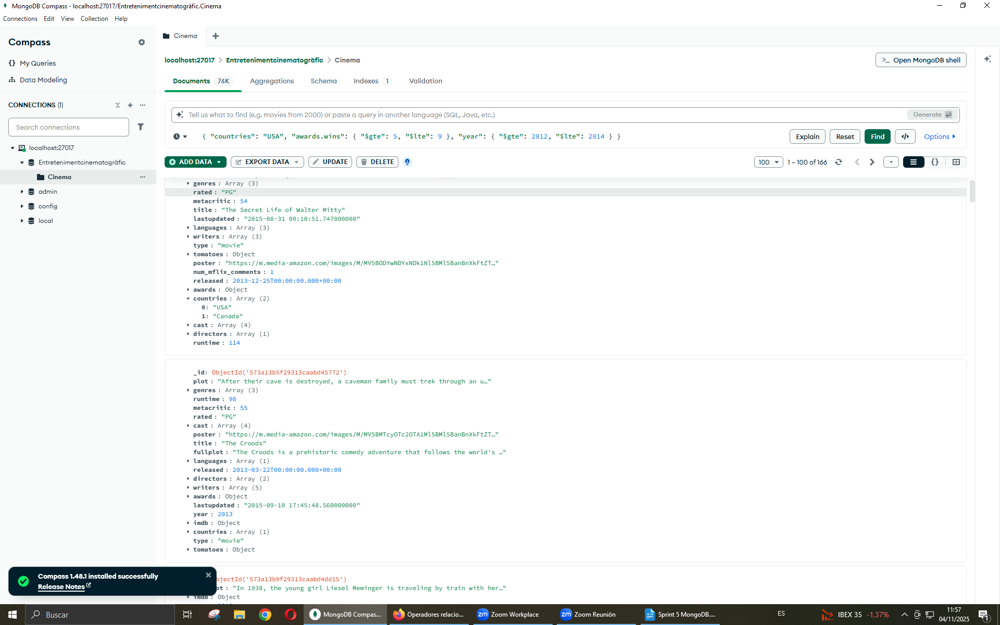 MongoDB Compass - localhost:27017/Entretenimentcinematogràfic.Cinema
Connections Edit View Collection Help
Compass
My Queries
Data Modeling
CONNECTIONS (1)
Search connections
localhost:27017
Entretenimentcinematogràfic
Cinema
admin
config
local
Cinema
localhost:27017 > Entretenimentcinematogràfic > Cinema
>_ Open MongoDB shell
Documents 76K Aggregations Schema Indexes 1 Validation
Tell us what to find (e.g. movies from 2000) or paste a query in another language (SQL, Java, etc.)
Generate
{ "countries": "USA", "awards.wins": { "$gte": 5, "$lte": 9 }, "year": { "$gte": 2012, "$lte": 2014 } }
Explain Reset Find </> Options
ADD DATA EXPORT DATA UPDATE DELETE
100 1 – 100 of 166 {}
genres : Array (3)
rated : "PG"
metacritic : 54
title : "The Secret Life of Walter Mitty"
lastupdated : "2015-08-31 00:10:51.747000000"
languages : Array (3)
writers : Array (3)
type : "movie"
tomatoes : Object
poster : "https://m.media-amazon.com/images/M/MV5BODYwNDYxNDk1Nl5BMl5BanBnXkFtZT…"
num_mflix_comments : 1
released : 2013-12-25T00:00:00.000+00:00
awards : Object
countries : Array (2)
0: "USA"
1: "Canada"
cast : Array (4)
directors : Array (1)
runtime : 114
_id: ObjectId('573a13b5f29313caabd45772')
plot : "After their cave is destroyed, a caveman family must trek through an u…"
genres : Array (3)
runtime : 98
metacritic : 55
rated : "PG"
cast : Array (4)
poster : "https://m.media-amazon.com/images/M/MV5BMTcyOTc2OTA1Ml5BMl5BanBnXkFtZT…"
title : "The Croods"
fullplot : "The Croods is a prehistoric comedy adventure that follows the world's …"
languages : Array (1)
released : 2013-03-22T00:00:00.000+00:00
directors : Array (2)
writers : Array (5)
awards : Object
lastupdated : "2015-09-10 17:45:48.560000000"
year : 2013
imdb : Object
countries : Array (1)
type : "movie"
tomatoes : Object
bjectId('573a13b9f29313caabd4dd15')
ot : "In 1938, the young girl Liesel Meminger is traveling by train with her…"
imdb : Object
Compass 1.48.1 installed successfully
Release Notes
Buscar
MongoDB Compas...
Operadores relacio...
zm Zoom Workplace
zm Zoom Reunión
Sprint 5 MongoDB....
ES
IBEX 35 -1,37%
11:57
04/11/2025
1